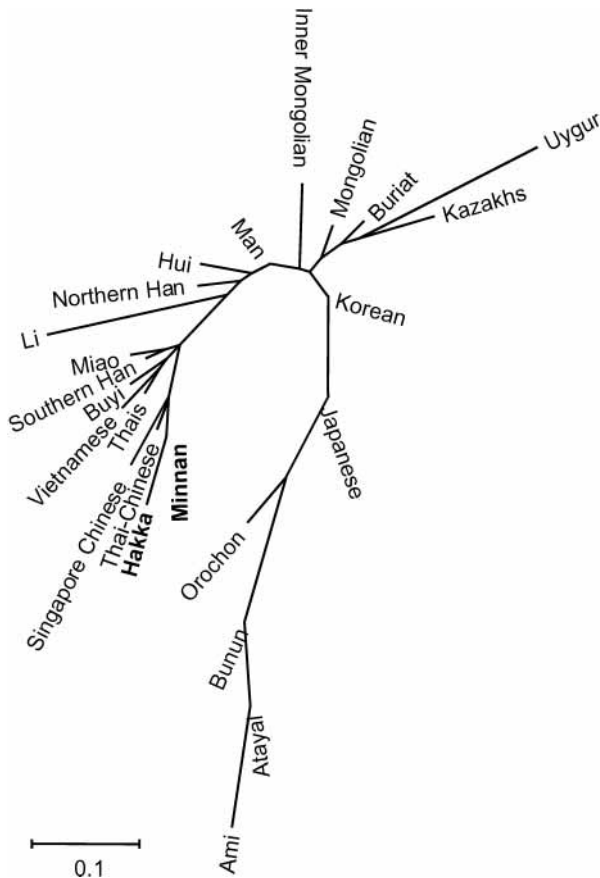 Inner Mongolian
Mongolian
Buriat
Uygur
Kazakhs
Man
Hui
Northern Han
Li
Korean
Miao
Southern Han
Buyi
Vietnamese
Thais
Singapore Chinese
Thai-Chinese
Hakka
Minnan
Japanese
Orochon
Bunun
Atayal
Ami
0.1